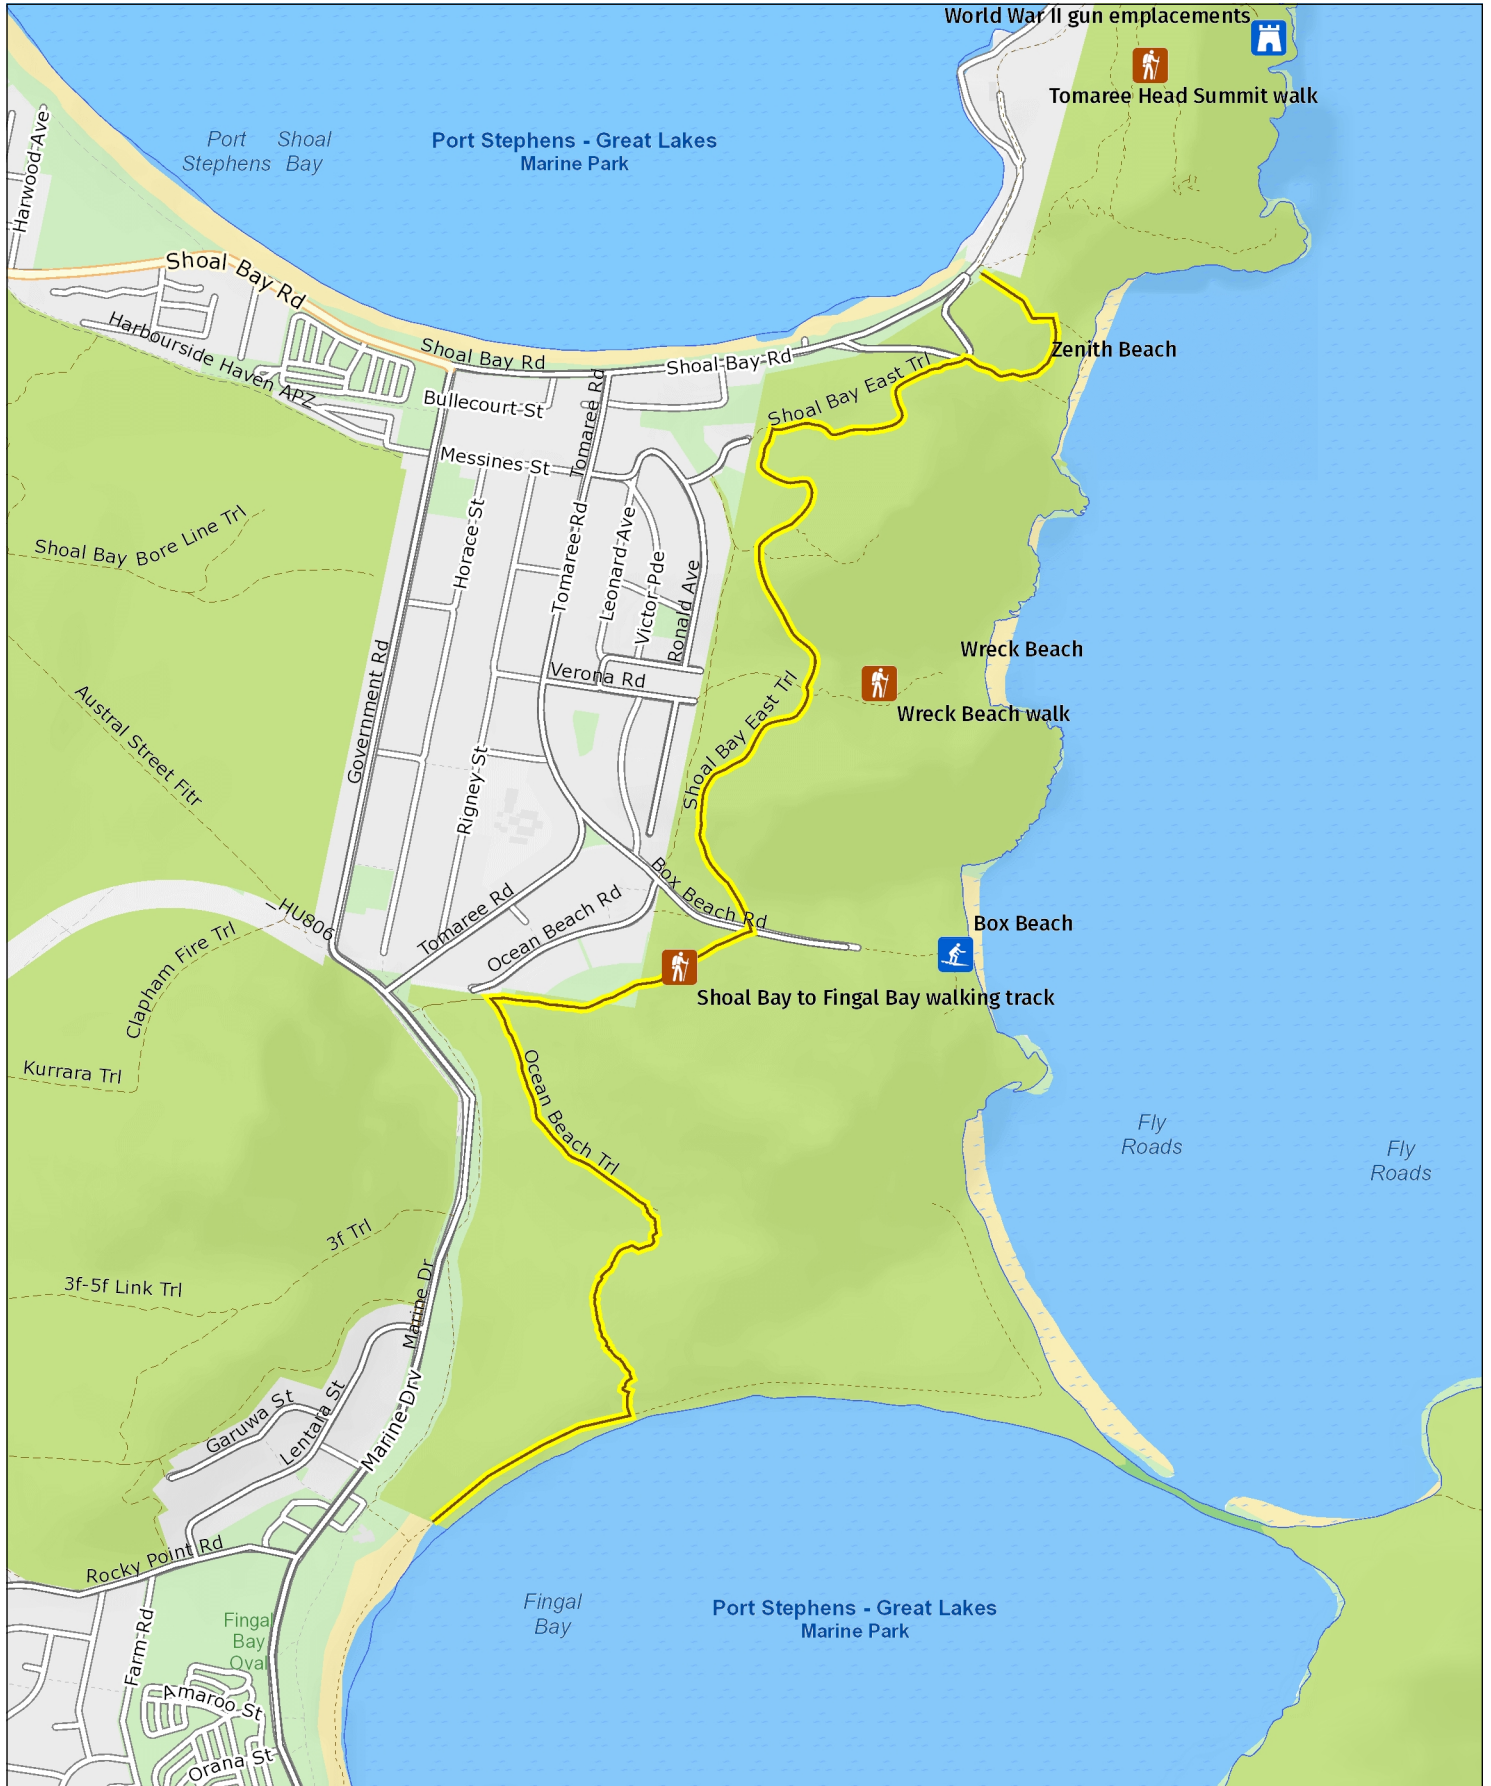 World War II gun emplacements
Tomaree Head Summit walk
Harwood-Ave
Port
Stephens
Shoal
Bay
Port Stephens - Great Lakes
Marine Park
Shoal Bay Rd
Harbourside Haven APZ
Shoal Bay Rd
Shoal-Bay-Rd
Zenith Beach
Shoal Bay East Trl
Bullecourt St
Tomaree Rd
Messines St
Shoal Bay Bore Line Trl
Horace-St
Tomaree-Rd
Leonard-Ave
Victor-Pde
Ronald Ave
Wreck Beach
Wreck Beach walk
Verona Rd
Government Rd
Austral Street Fitr
Shoal Bay East Trl
Rigney-St
Box Beach Rd
HU806
Tomaree Rd
Ocean Beach Rd
Box Beach
Clapham Fire Trl
Shoal Bay to Fingal Bay walking track
Kurrara Trl
Ocean Beach Trl
Fly
Roads
Fly
Roads
3f Trl
3f-5f Link Trl
Marine Dr
Garuwa St
Lentara St
Marine-Drv
Rocky Point Rd
Fingal
Bay
Port Stephens - Great Lakes
Marine Park
Farm-Rd
Fingal
Bay
Oval
Amaroo St
Orana St